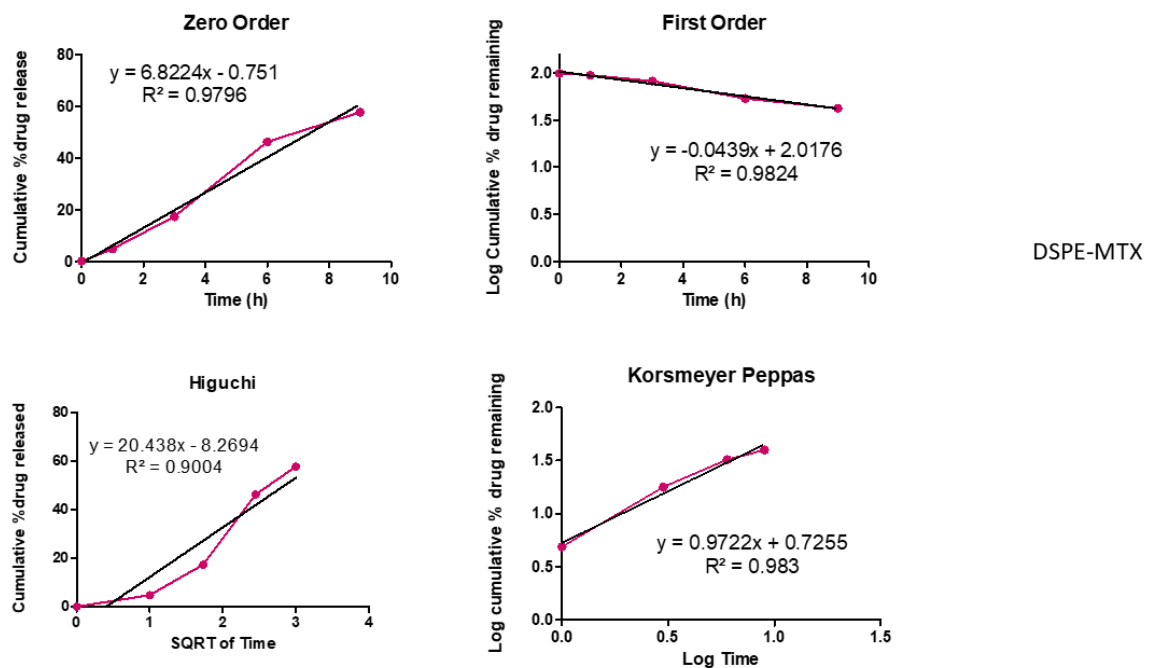 Zero Order
Cumulative %drug release
80
60
40
20
0
y = 6.8224x - 0.751
R² = 0.9796
0 2 4 6 8 10
Time (h)
First Order
Log Cumulative % drug remaining
2.0
1.5
1.0
0.5
0.0
y = -0.0439x + 2.0176
R² = 0.9824
0 2 4 6 8 10
Time (h)
DSPE-MTX
Higuchi
Cumulative %drug released
80
60
40
20
0
y = 20.438x - 8.2694
R² = 0.9004
0 1 2 3 4
SQRT of Time
Korsmeyer Peppas
Log cumulative % drug remaining
2.0
1.5
1.0
0.5
0.0
y = 0.9722x + 0.7255
R² = 0.983
0.0 0.5 1.0 1.5
Log Time